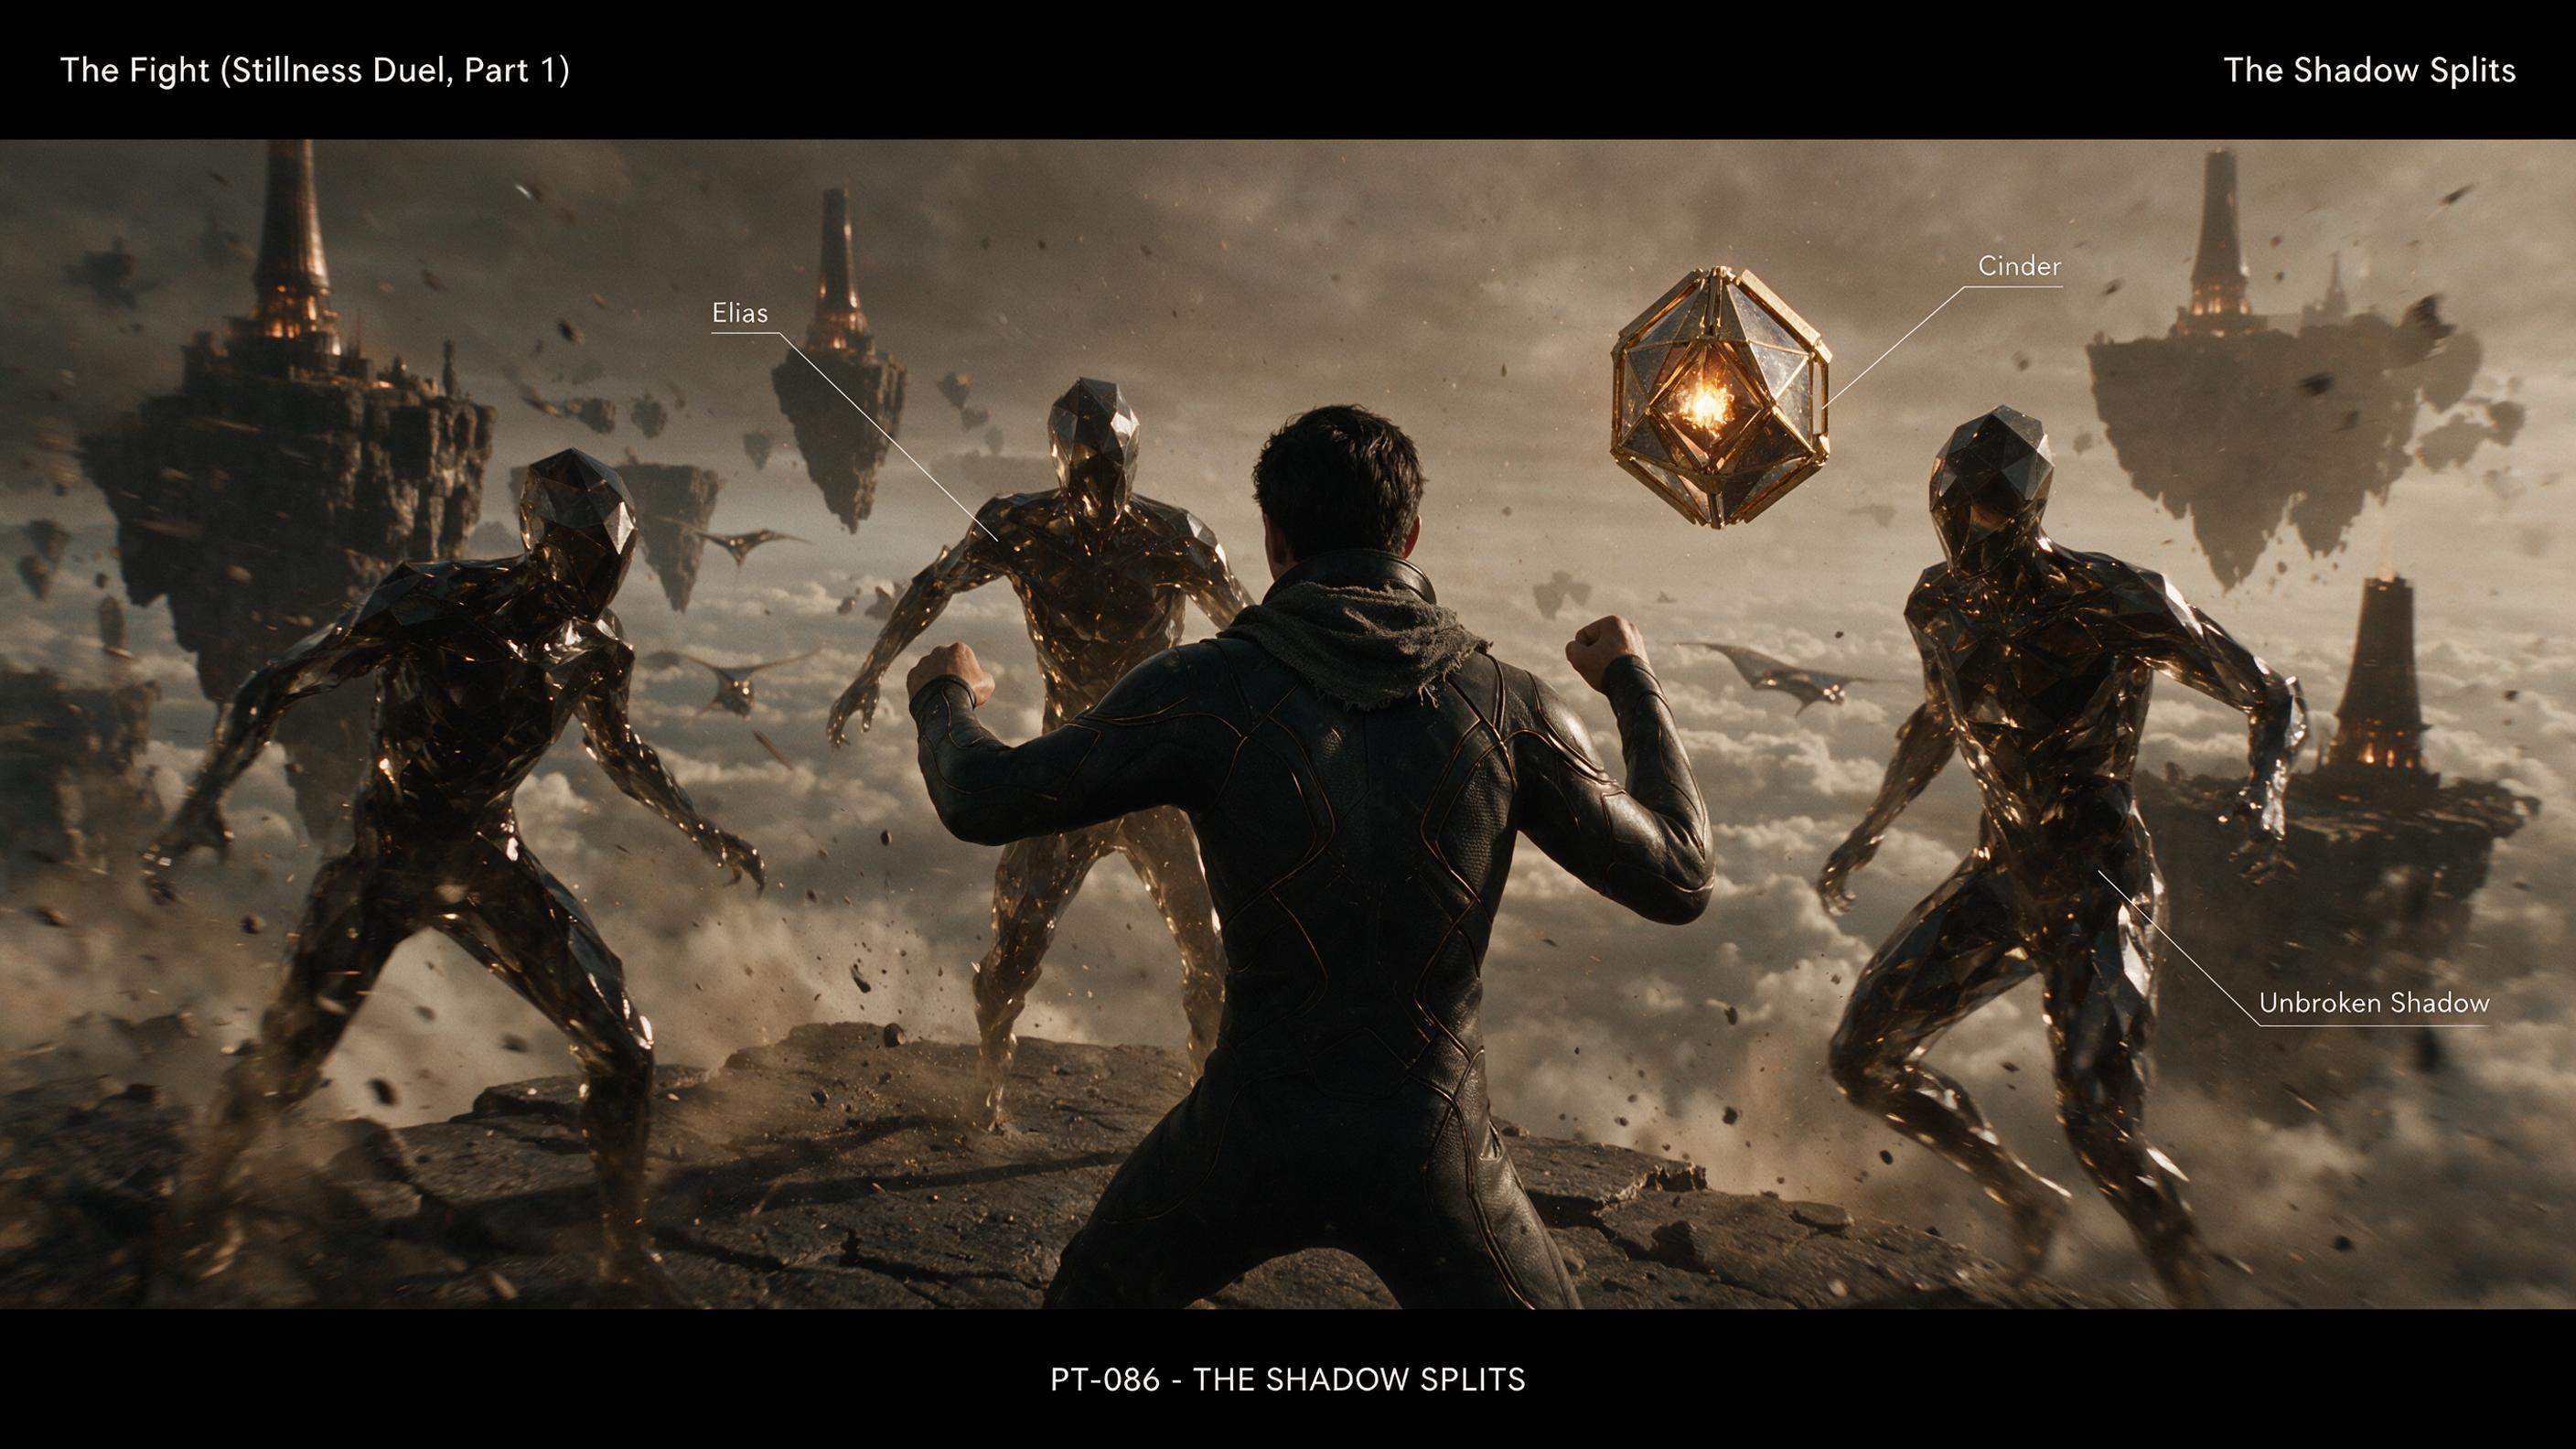 The Fight (Stillness Duel, Part 1)
The Shadow Splits
Cinder
Elias
Unbroken Shadow
PT-086 - THE SHADOW SPLITS